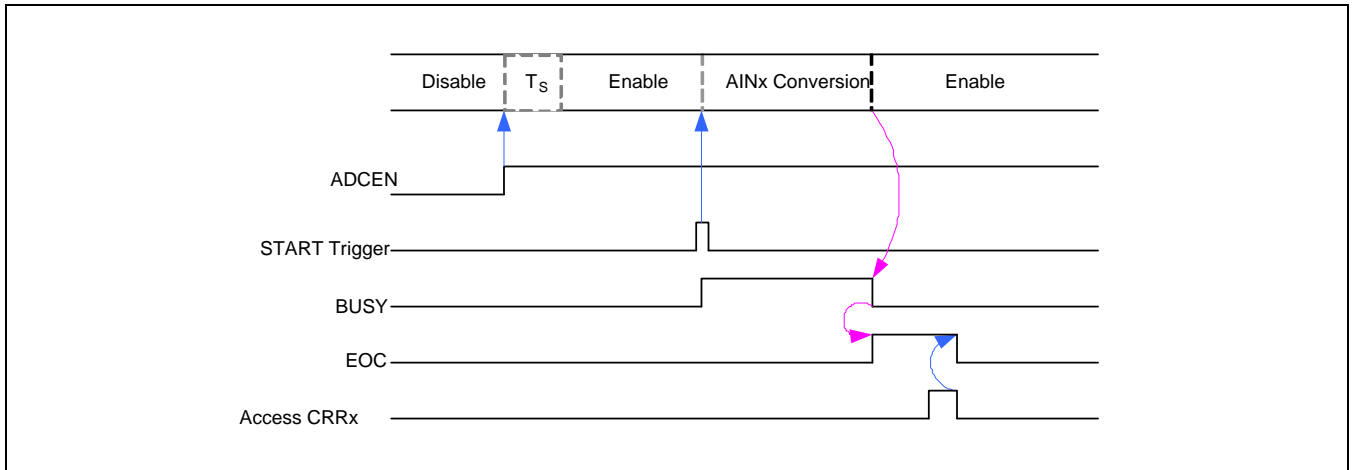 Disable TS Enable AINx Conversion Enable
ADCEN
START Trigger
BUSY
EOC
Access CRRx